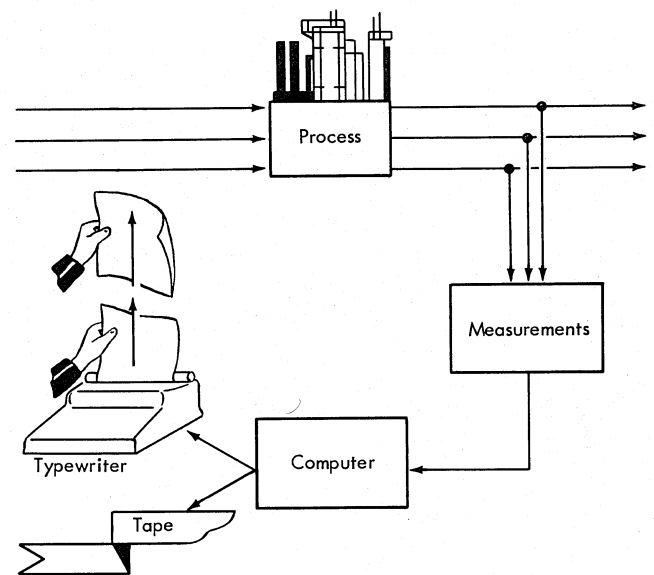 Process
Measurements
Computer
Typewriter
Tape